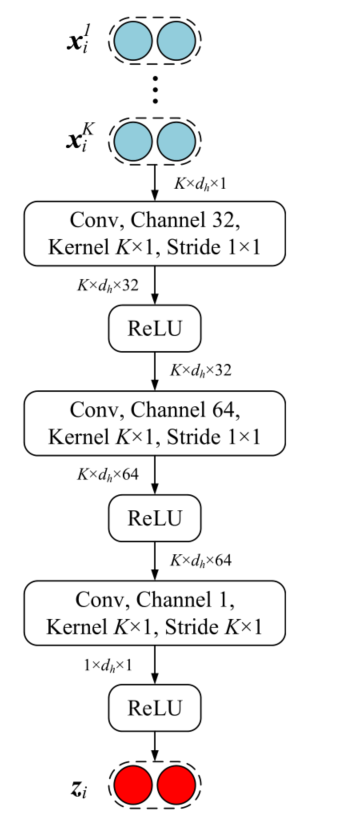 x_i^1
x_i^K
K×d_h×1
Conv, Channel 32,
Kernel K×1, Stride 1×1
K×d_h×32
ReLU
K×d_h×32
Conv, Channel 64,
Kernel K×1, Stride 1×1
K×d_h×64
ReLU
K×d_h×64
Conv, Channel 1,
Kernel K×1, Stride K×1
1×d_h×1
ReLU
z_i